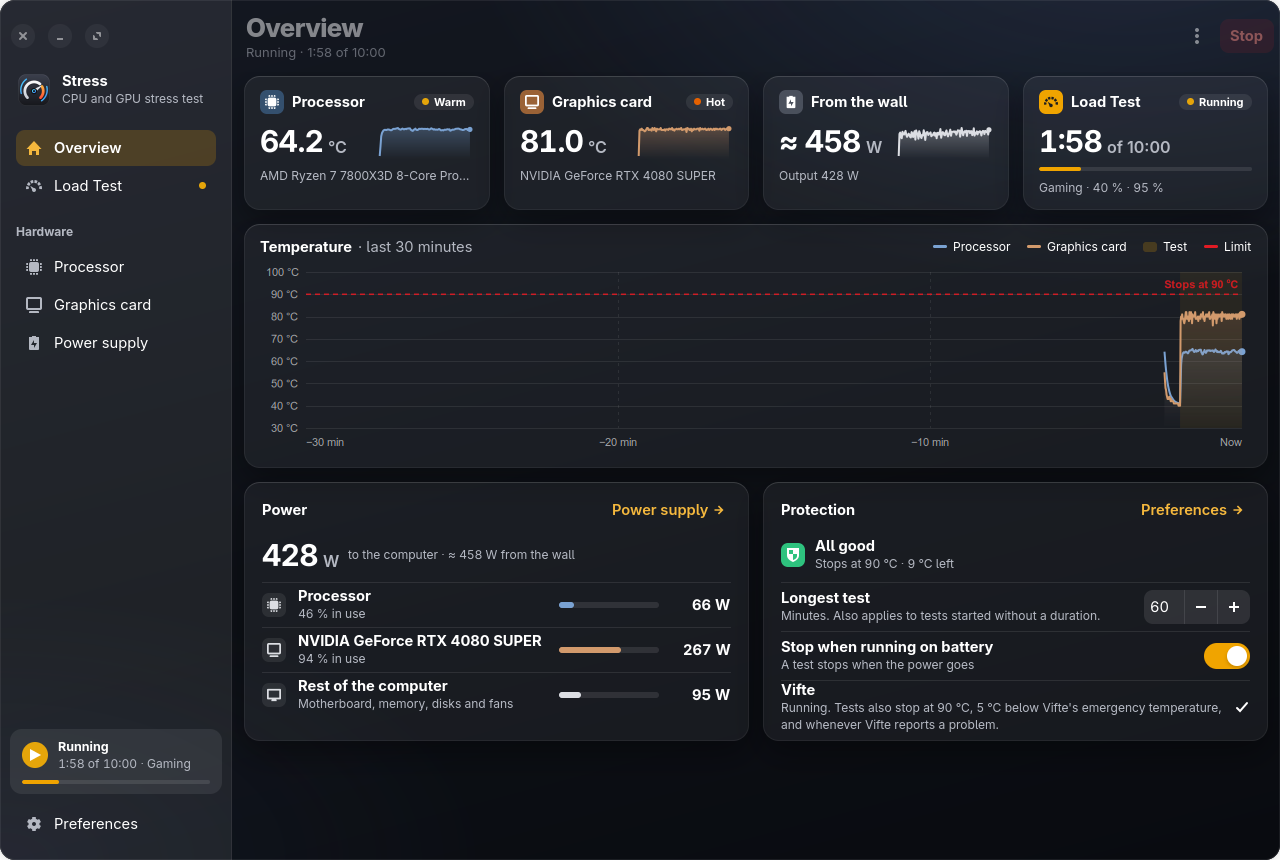 Stress
CPU and GPU stress test
Overview
Load Test
Hardware
Processor
Graphics card
Power supply
Running
1:58 of 10:00 · Gaming
Preferences
Overview
Running · 1:58 of 10:00
Stop
Processor
Warm
64.2 °C
AMD Ryzen 7 7800X3D 8-Core Pro…
Graphics card
Hot
81.0 °C
NVIDIA GeForce RTX 4080 SUPER
From the wall
≈ 458 W
Output 428 W
Load Test
Running
1:58 of 10:00
Gaming · 40 % · 95 %
Temperature · last 30 minutes
Processor
Graphics card
Test
Limit
100 °C
90 °C
80 °C
70 °C
60 °C
50 °C
40 °C
30 °C
Stops at 90 °C
−30 min
−20 min
−10 min
Now
Power
Power supply →
428 W to the computer · ≈ 458 W from the wall
Processor
46 % in use
66 W
NVIDIA GeForce RTX 4080 SUPER
94 % in use
267 W
Rest of the computer
Motherboard, memory, disks and fans
95 W
Protection
Preferences →
All good
Stops at 90 °C · 9 °C left
Longest test
Minutes. Also applies to tests started without a duration.
60 − +
Stop when running on battery
A test stops when the power goes
Vifte
Running. Tests also stop at 90 °C, 5 °C below Vifte's emergency temperature,
and whenever Vifte reports a problem.